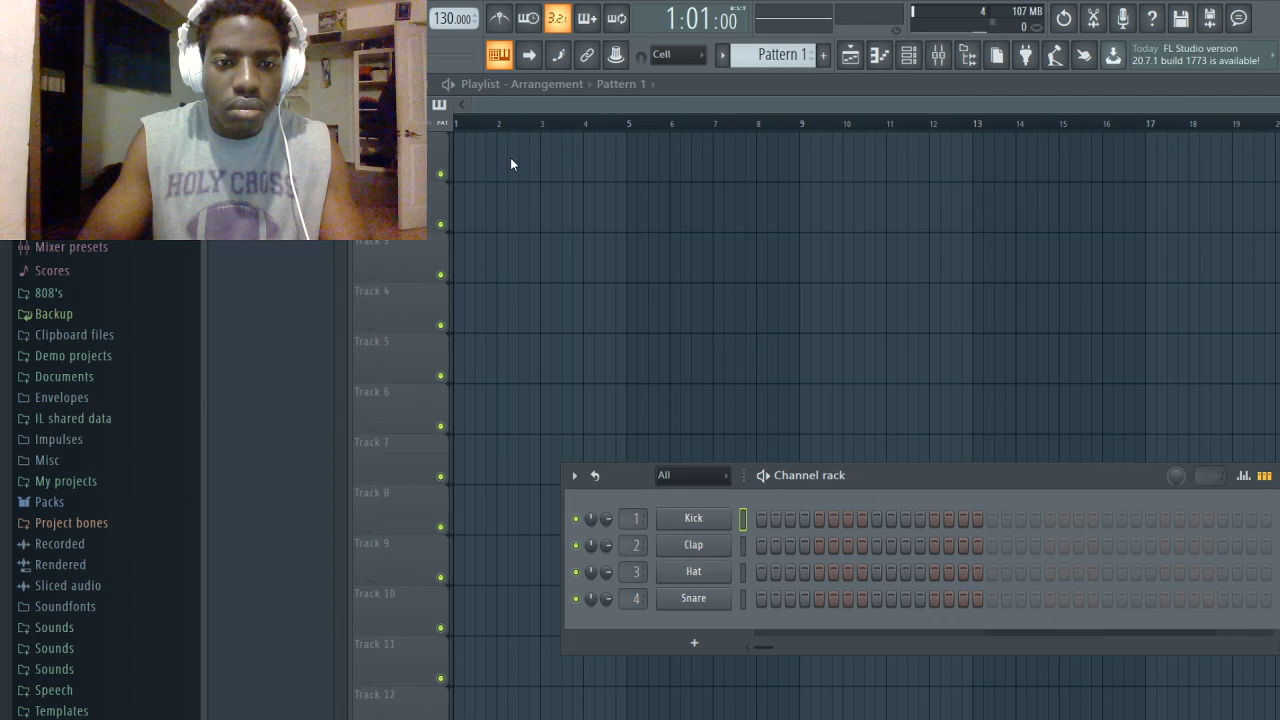 130.000
3.2.
1:01:00
B:S:T
4
107 MB
0
Cell
Pattern 1
+
Today FL Studio version
20.7.1 build 1773 is available!
Playlist - Arrangement › Pattern 1 ›
PAT
1 2 3 4 5 6 7 8 9 10 11 12 13 14 15 16 17 18 19
HOLY CROSS
Mixer presets
Scores
808's
Backup
Clipboard files
Demo projects
Documents
Envelopes
IL shared data
Impulses
Misc
My projects
Packs
Project bones
Recorded
Rendered
Sliced audio
Soundfonts
Sounds
Sounds
Sounds
Speech
Templates
Track 3
Track 4
Track 5
Track 6
Track 7
Track 8
Track 9
Track 10
Track 11
Track 12
All
Channel rack
1 Kick
2 Clap
3 Hat
4 Snare
+